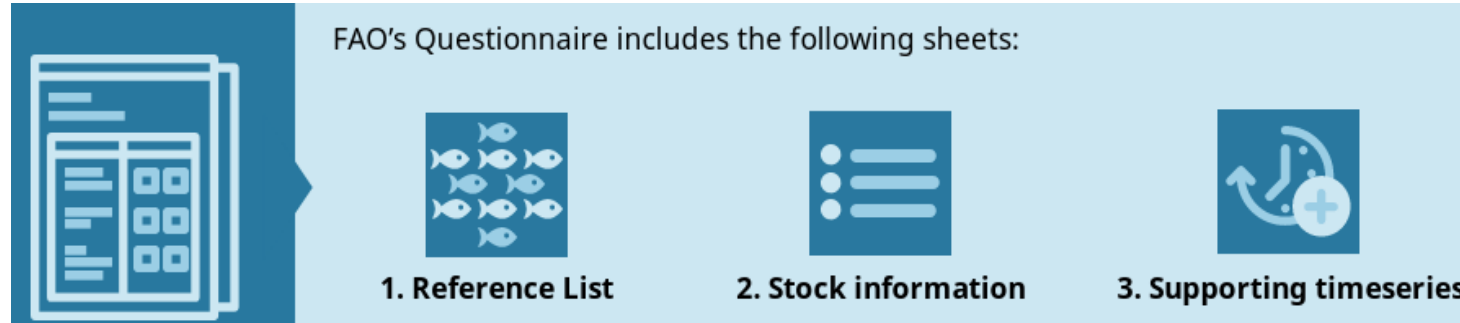 FAO’s Questionnaire includes the following sheets:
1. Reference List
2. Stock information
3. Supporting timeseries